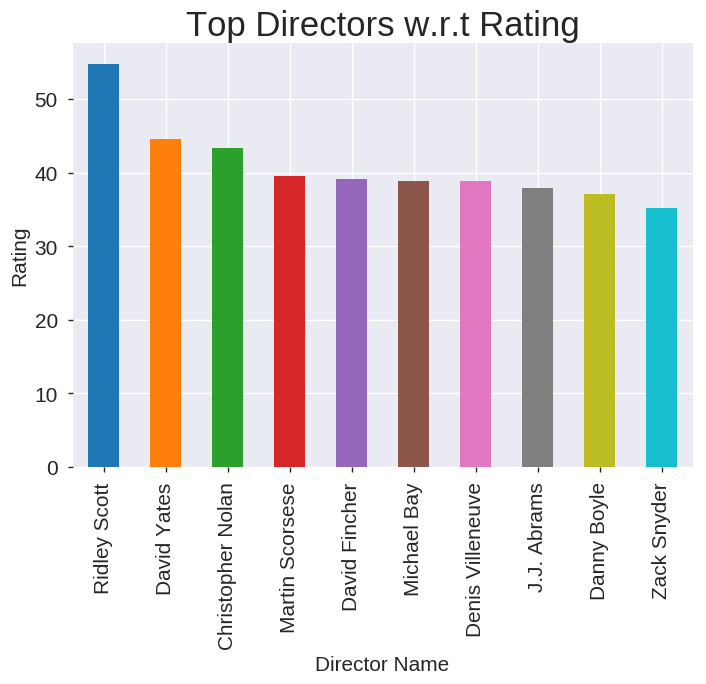 Top Directors w.r.t Rating
Rating
50
40
30
20
10
0
Ridley Scott
David Yates
Christopher Nolan
Martin Scorsese
David Fincher
Michael Bay
Denis Villeneuve
J.J. Abrams
Danny Boyle
Zack Snyder
Director Name